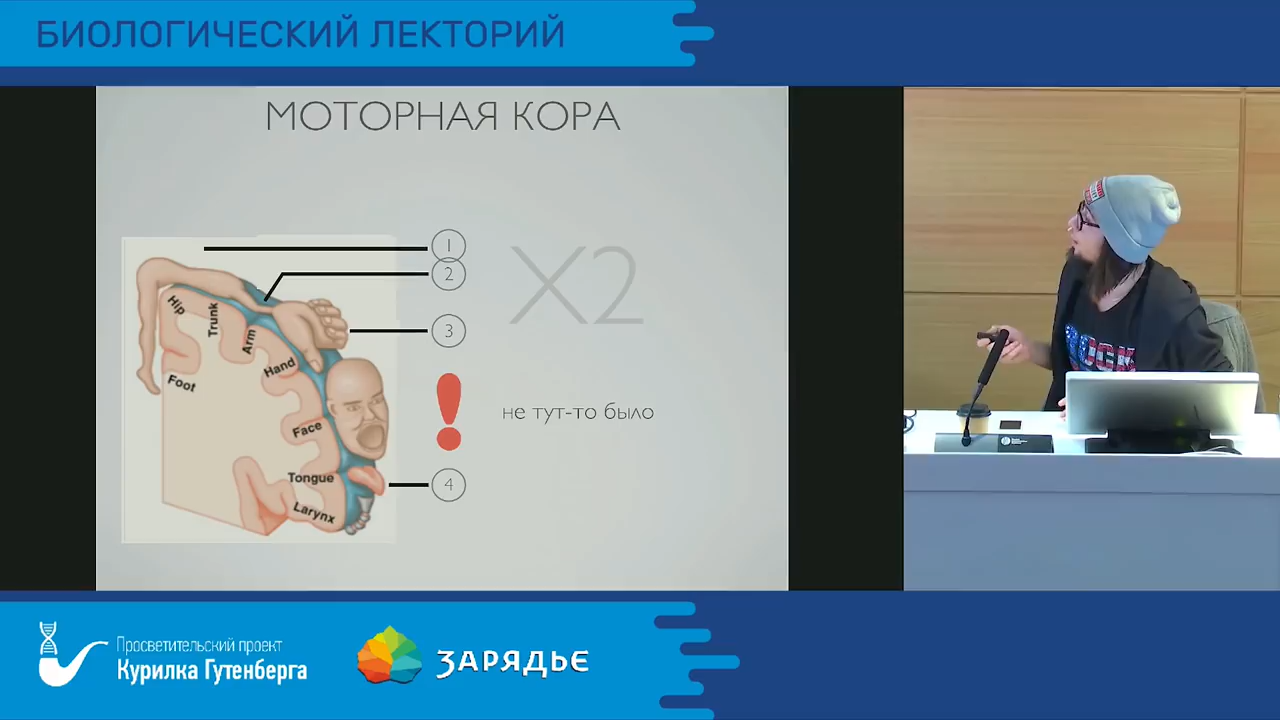 БИОЛОГИЧЕСКИЙ ЛЕКТОРИЙ
МОТОРНАЯ КОРА
1
2
3
4
X2
не тут-то было
Hip
Trunk
Arm
Hand
Foot
Face
Tongue
Larynx
Просветительский проект
Курилка Гутенберга
ЗАРЯДЬЕ